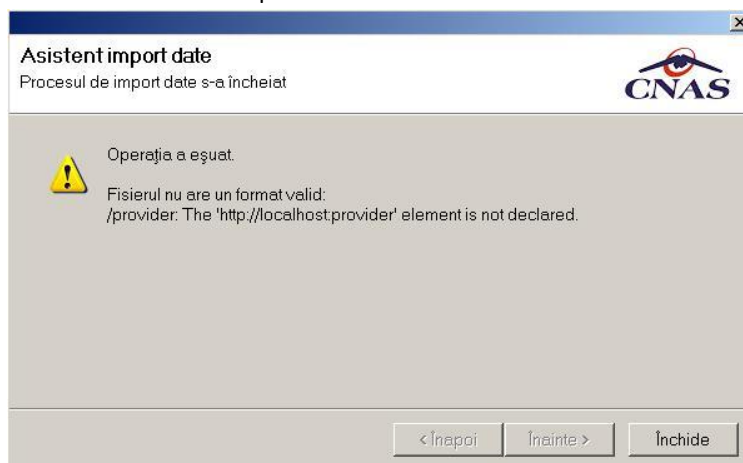 Asistent import date
Procesul de import date s-a încheiat
CNAS
Operaţia a eşuat.
Fisierul nu are un format valid:
/provider: The 'http://localhost:provider' element is not declared.
< Înapoi
Înainte >
Închide